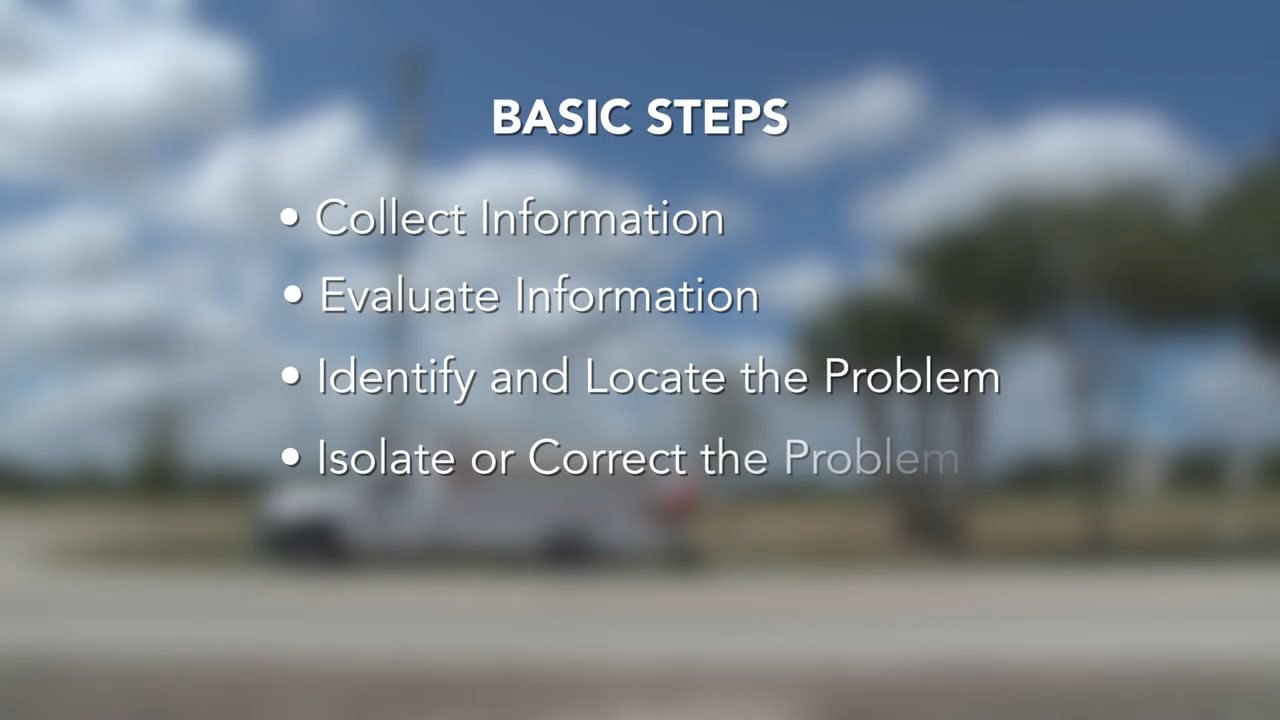 BASIC STEPS
• Collect Information
• Evaluate Information
• Identify and Locate the Problem
• Isolate or Correct the Problem